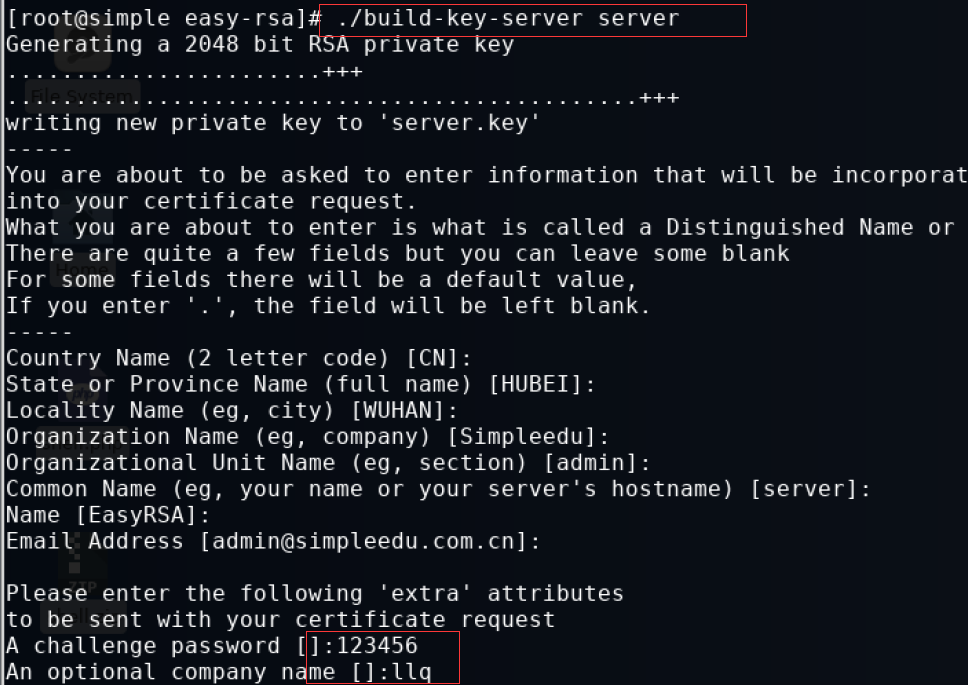 [root@simple easy-rsa]# ./build-key-server server
Generating a 2048 bit RSA private key
.......................+++
..............................................+++
writing new private key to 'server.key'
-----
You are about to be asked to enter information that will be incorporat
into your certificate request.
What you are about to enter is what is called a Distinguished Name or
There are quite a few fields but you can leave some blank
For some fields there will be a default value,
If you enter '.', the field will be left blank.
-----
Country Name (2 letter code) [CN]:
State or Province Name (full name) [HUBEI]:
Locality Name (eg, city) [WUHAN]:
Organization Name (eg, company) [Simpleedu]:
Organizational Unit Name (eg, section) [admin]:
Common Name (eg, your name or your server's hostname) [server]:
Name [EasyRSA]:
Email Address [admin@simpleedu.com.cn]:
Please enter the following 'extra' attributes
to be sent with your certificate request
A challenge password []:123456
An optional company name []:llq
File System
Home
ZIP